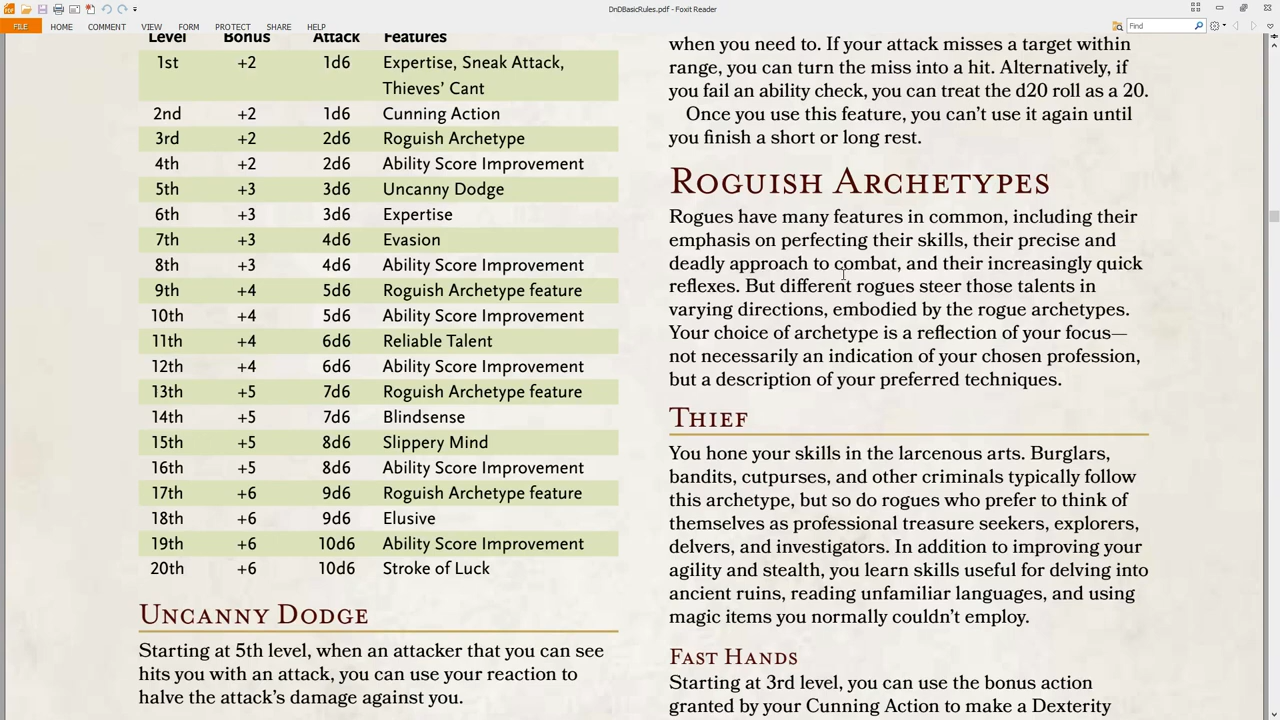 DnDBasicRules.pdf - Foxit Reader
FILE HOME COMMENT VIEW FORM PROTECT SHARE HELP
Find
Level Bonus Attack Features
1st +2 1d6 Expertise, Sneak Attack,
Thieves’ Cant
2nd +2 1d6 Cunning Action
3rd +2 2d6 Roguish Archetype
4th +2 2d6 Ability Score Improvement
5th +3 3d6 Uncanny Dodge
6th +3 3d6 Expertise
7th +3 4d6 Evasion
8th +3 4d6 Ability Score Improvement
9th +4 5d6 Roguish Archetype feature
10th +4 5d6 Ability Score Improvement
11th +4 6d6 Reliable Talent
12th +4 6d6 Ability Score Improvement
13th +5 7d6 Roguish Archetype feature
14th +5 7d6 Blindsense
15th +5 8d6 Slippery Mind
16th +5 8d6 Ability Score Improvement
17th +6 9d6 Roguish Archetype feature
18th +6 9d6 Elusive
19th +6 10d6 Ability Score Improvement
20th +6 10d6 Stroke of Luck
Uncanny Dodge
Starting at 5th level, when an attacker that you can see
hits you with an attack, you can use your reaction to
halve the attack’s damage against you.
when you need to. If your attack misses a target within
range, you can turn the miss into a hit. Alternatively, if
you fail an ability check, you can treat the d20 roll as a 20.
Once you use this feature, you can’t use it again until
you finish a short or long rest.
Roguish Archetypes
Rogues have many features in common, including their
emphasis on perfecting their skills, their precise and
deadly approach to combat, and their increasingly quick
reflexes. But different rogues steer those talents in
varying directions, embodied by the rogue archetypes.
Your choice of archetype is a reflection of your focus—
not necessarily an indication of your chosen profession,
but a description of your preferred techniques.
Thief
You hone your skills in the larcenous arts. Burglars,
bandits, cutpurses, and other criminals typically follow
this archetype, but so do rogues who prefer to think of
themselves as professional treasure seekers, explorers,
delvers, and investigators. In addition to improving your
agility and stealth, you learn skills useful for delving into
ancient ruins, reading unfamiliar languages, and using
magic items you normally couldn’t employ.
Fast Hands
Starting at 3rd level, you can use the bonus action
granted by your Cunning Action to make a Dexterity